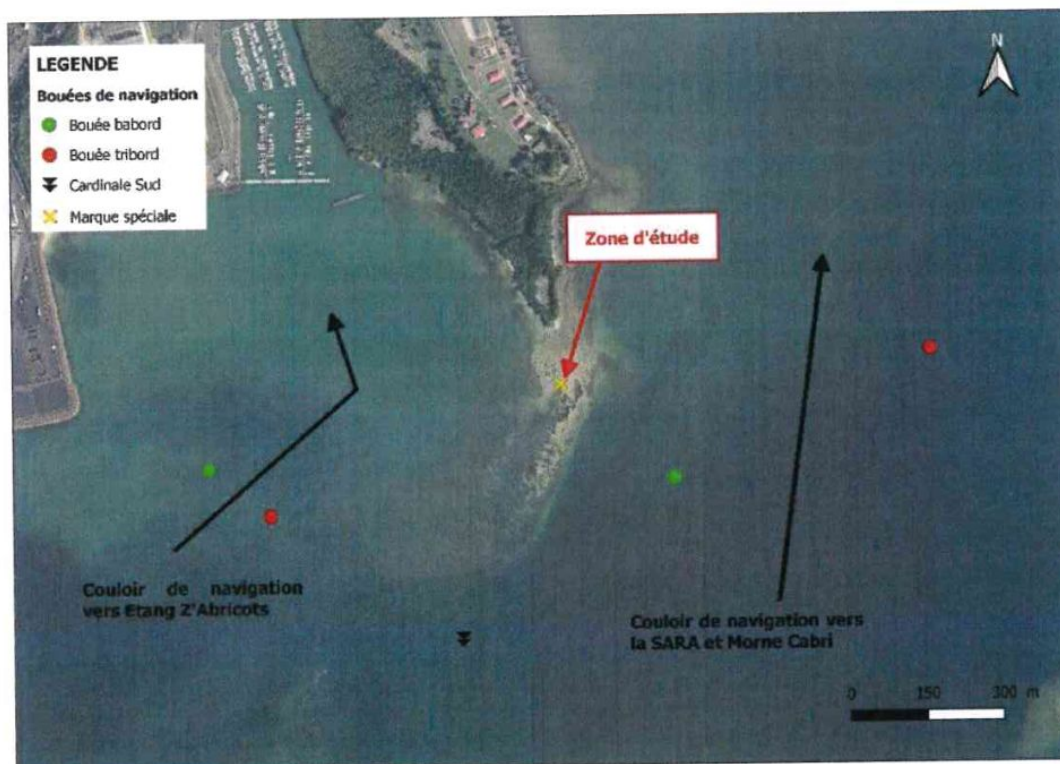 N
LEGENDE
Bouées de navigation
Bouée babord
Bouée tribord
Cardinale Sud
Marque spéciale
Zone d'étude
Couloir de navigation
vers Etang Z'Abricots
Couloir de navigation vers
la SARA et Morne Cabri
0 150 300 m